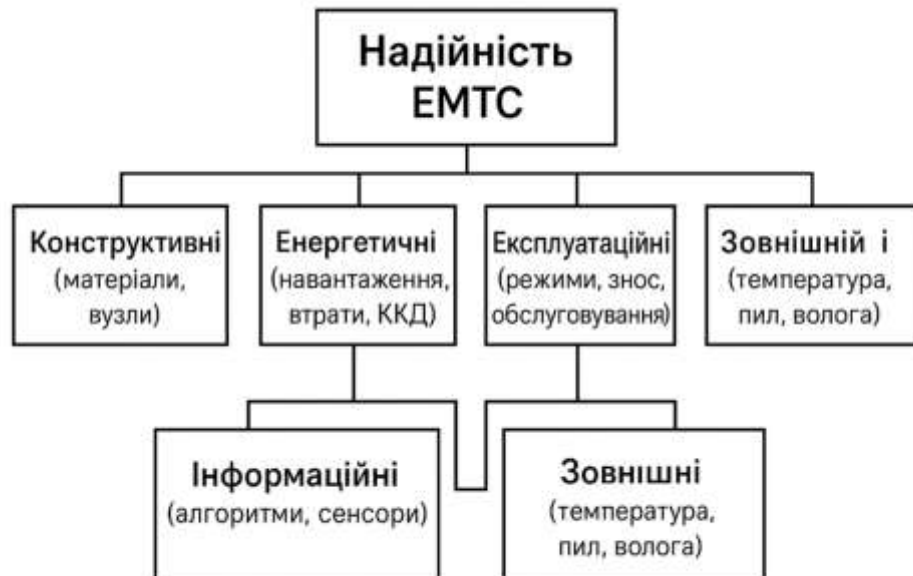 Надійність
ЕМТС
Конструктивні
(матеріали,
вузли)
Енергетичні
(навантаження,
втрати, ККД)
Експлуатаційні
(режими, знос,
обслуговування)
Зовнішній і
(температура,
пил, волога)
Інформаційні
(алгоритми, сенсори)
Зовнішні
(температура,
пил, волога)